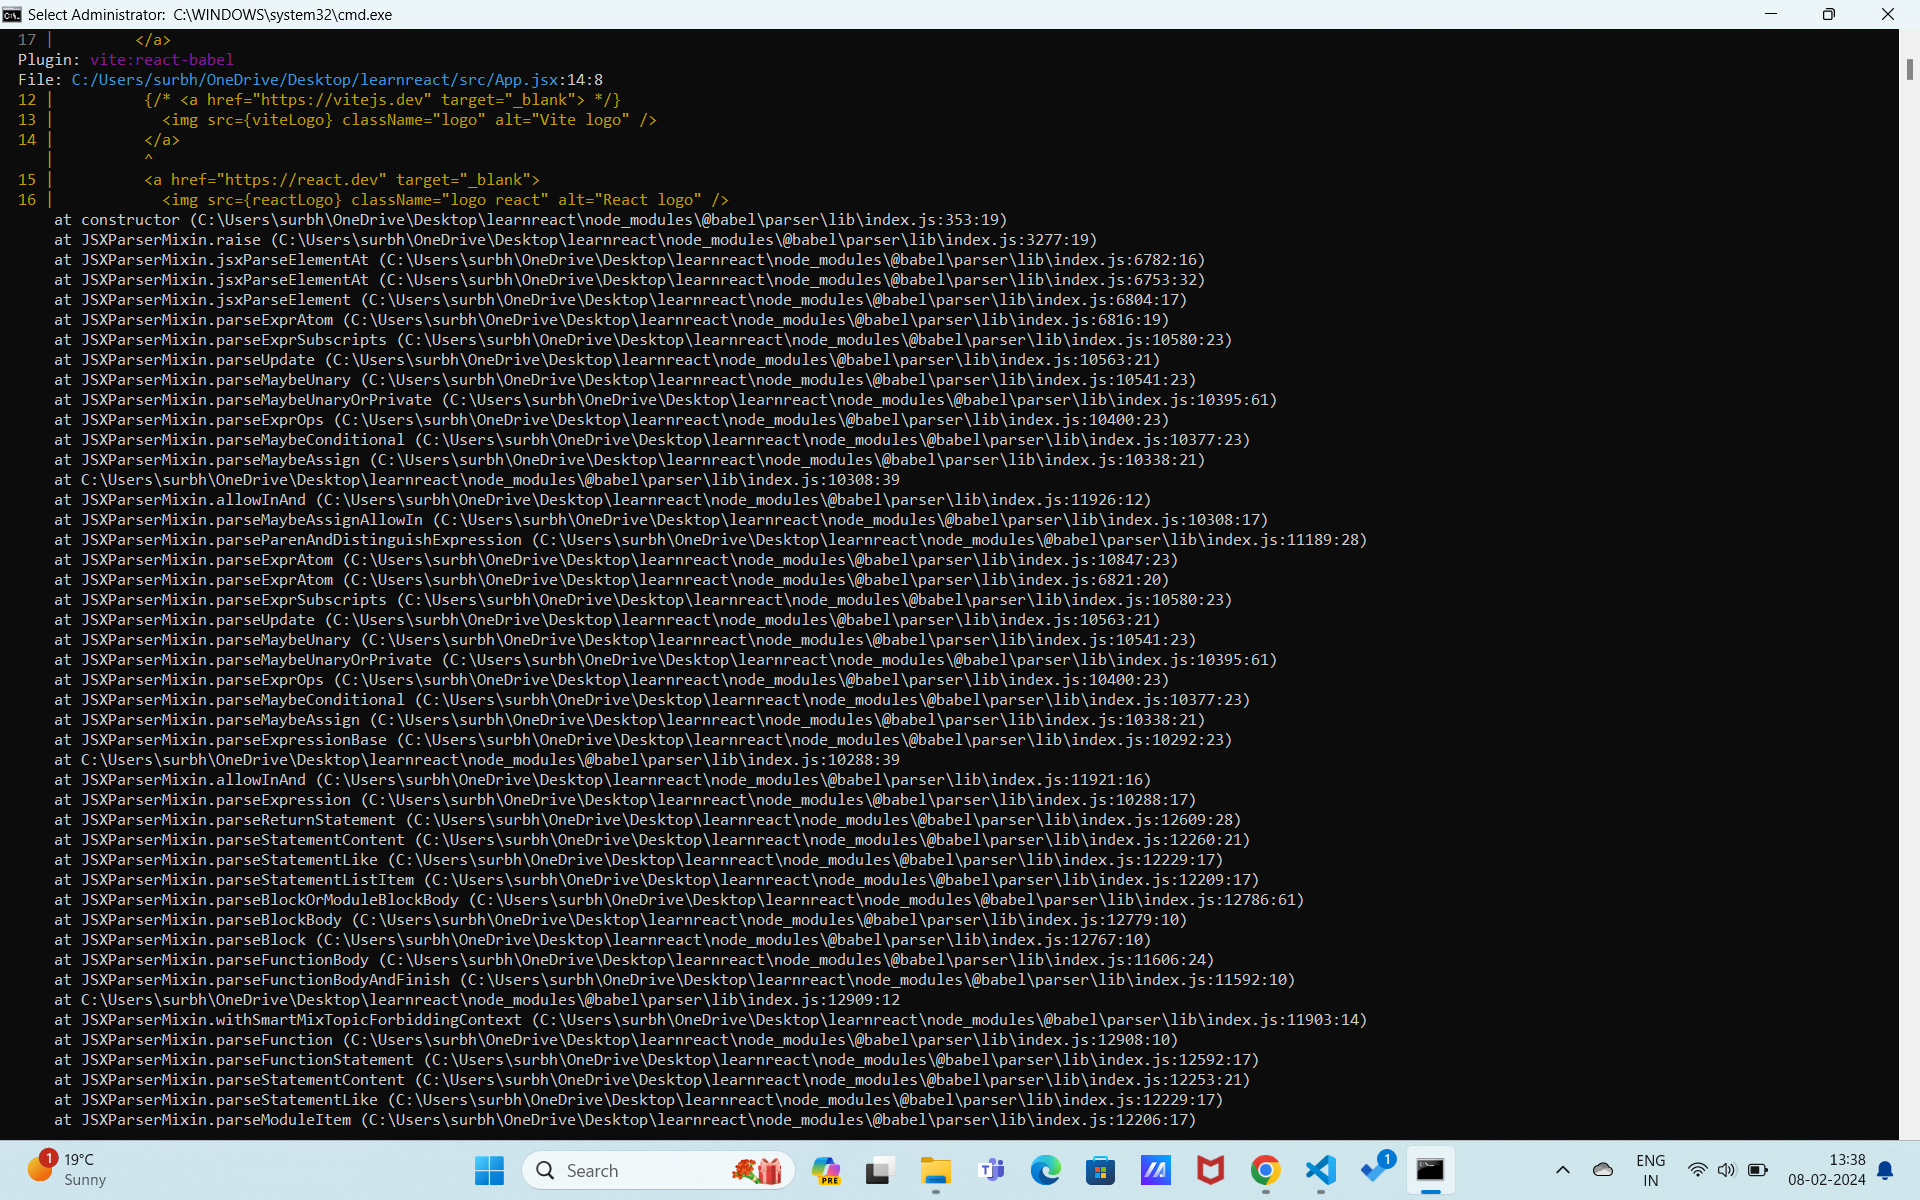 Select Administrator:  C:\WINDOWS\system32\cmd.exe
17 |         </a>
Plugin: vite:react-babel
File: C:/Users/surbh/OneDrive/Desktop/learnreact/src/App.jsx:14:8
12 |          {/* <a href="https://vitejs.dev" target="_blank"> */}
13 |            <img src={viteLogo} className="logo" alt="Vite logo" />
14 |          </a>
   |          ^
15 |          <a href="https://react.dev" target="_blank">
16 |            <img src={reactLogo} className="logo react" alt="React logo" />
at constructor (C:\Users\surbh\OneDrive\Desktop\learnreact\node_modules\@babel\parser\lib\index.js:353:19)
at JSXParserMixin.raise (C:\Users\surbh\OneDrive\Desktop\learnreact\node_modules\@babel\parser\lib\index.js:3277:19)
at JSXParserMixin.jsxParseElementAt (C:\Users\surbh\OneDrive\Desktop\learnreact\node_modules\@babel\parser\lib\index.js:6782:16)
at JSXParserMixin.jsxParseElementAt (C:\Users\surbh\OneDrive\Desktop\learnreact\node_modules\@babel\parser\lib\index.js:6753:32)
at JSXParserMixin.jsxParseElement (C:\Users\surbh\OneDrive\Desktop\learnreact\node_modules\@babel\parser\lib\index.js:6804:17)
at JSXParserMixin.parseExprAtom (C:\Users\surbh\OneDrive\Desktop\learnreact\node_modules\@babel\parser\lib\index.js:6816:19)
at JSXParserMixin.parseExprSubscripts (C:\Users\surbh\OneDrive\Desktop\learnreact\node_modules\@babel\parser\lib\index.js:10580:23)
at JSXParserMixin.parseUpdate (C:\Users\surbh\OneDrive\Desktop\learnreact\node_modules\@babel\parser\lib\index.js:10563:21)
at JSXParserMixin.parseMaybeUnary (C:\Users\surbh\OneDrive\Desktop\learnreact\node_modules\@babel\parser\lib\index.js:10541:23)
at JSXParserMixin.parseMaybeUnaryOrPrivate (C:\Users\surbh\OneDrive\Desktop\learnreact\node_modules\@babel\parser\lib\index.js:10395:61)
at JSXParserMixin.parseExprOps (C:\Users\surbh\OneDrive\Desktop\learnreact\node_modules\@babel\parser\lib\index.js:10400:23)
at JSXParserMixin.parseMaybeConditional (C:\Users\surbh\OneDrive\Desktop\learnreact\node_modules\@babel\parser\lib\index.js:10377:23)
at JSXParserMixin.parseMaybeAssign (C:\Users\surbh\OneDrive\Desktop\learnreact\node_modules\@babel\parser\lib\index.js:10338:21)
at C:\Users\surbh\OneDrive\Desktop\learnreact\node_modules\@babel\parser\lib\index.js:10308:39
at JSXParserMixin.allowInAnd (C:\Users\surbh\OneDrive\Desktop\learnreact\node_modules\@babel\parser\lib\index.js:11926:12)
at JSXParserMixin.parseMaybeAssignAllowIn (C:\Users\surbh\OneDrive\Desktop\learnreact\node_modules\@babel\parser\lib\index.js:10308:17)
at JSXParserMixin.parseParenAndDistinguishExpression (C:\Users\surbh\OneDrive\Desktop\learnreact\node_modules\@babel\parser\lib\index.js:11189:28)
at JSXParserMixin.parseExprAtom (C:\Users\surbh\OneDrive\Desktop\learnreact\node_modules\@babel\parser\lib\index.js:10847:23)
at JSXParserMixin.parseExprAtom (C:\Users\surbh\OneDrive\Desktop\learnreact\node_modules\@babel\parser\lib\index.js:6821:20)
at JSXParserMixin.parseExprSubscripts (C:\Users\surbh\OneDrive\Desktop\learnreact\node_modules\@babel\parser\lib\index.js:10580:23)
at JSXParserMixin.parseUpdate (C:\Users\surbh\OneDrive\Desktop\learnreact\node_modules\@babel\parser\lib\index.js:10563:21)
at JSXParserMixin.parseMaybeUnary (C:\Users\surbh\OneDrive\Desktop\learnreact\node_modules\@babel\parser\lib\index.js:10541:23)
at JSXParserMixin.parseMaybeUnaryOrPrivate (C:\Users\surbh\OneDrive\Desktop\learnreact\node_modules\@babel\parser\lib\index.js:10395:61)
at JSXParserMixin.parseExprOps (C:\Users\surbh\OneDrive\Desktop\learnreact\node_modules\@babel\parser\lib\index.js:10400:23)
at JSXParserMixin.parseMaybeConditional (C:\Users\surbh\OneDrive\Desktop\learnreact\node_modules\@babel\parser\lib\index.js:10377:23)
at JSXParserMixin.parseMaybeAssign (C:\Users\surbh\OneDrive\Desktop\learnreact\node_modules\@babel\parser\lib\index.js:10338:21)
at JSXParserMixin.parseExpressionBase (C:\Users\surbh\OneDrive\Desktop\learnreact\node_modules\@babel\parser\lib\index.js:10292:23)
at C:\Users\surbh\OneDrive\Desktop\learnreact\node_modules\@babel\parser\lib\index.js:10288:39
at JSXParserMixin.allowInAnd (C:\Users\surbh\OneDrive\Desktop\learnreact\node_modules\@babel\parser\lib\index.js:11921:16)
at JSXParserMixin.parseExpression (C:\Users\surbh\OneDrive\Desktop\learnreact\node_modules\@babel\parser\lib\index.js:10288:17)
at JSXParserMixin.parseReturnStatement (C:\Users\surbh\OneDrive\Desktop\learnreact\node_modules\@babel\parser\lib\index.js:12609:28)
at JSXParserMixin.parseStatementContent (C:\Users\surbh\OneDrive\Desktop\learnreact\node_modules\@babel\parser\lib\index.js:12260:21)
at JSXParserMixin.parseStatementLike (C:\Users\surbh\OneDrive\Desktop\learnreact\node_modules\@babel\parser\lib\index.js:12229:17)
at JSXParserMixin.parseStatementListItem (C:\Users\surbh\OneDrive\Desktop\learnreact\node_modules\@babel\parser\lib\index.js:12209:17)
at JSXParserMixin.parseBlockOrModuleBlockBody (C:\Users\surbh\OneDrive\Desktop\learnreact\node_modules\@babel\parser\lib\index.js:12786:61)
at JSXParserMixin.parseBlockBody (C:\Users\surbh\OneDrive\Desktop\learnreact\node_modules\@babel\parser\lib\index.js:12779:10)
at JSXParserMixin.parseBlock (C:\Users\surbh\OneDrive\Desktop\learnreact\node_modules\@babel\parser\lib\index.js:12767:10)
at JSXParserMixin.parseFunctionBody (C:\Users\surbh\OneDrive\Desktop\learnreact\node_modules\@babel\parser\lib\index.js:11606:24)
at JSXParserMixin.parseFunctionBodyAndFinish (C:\Users\surbh\OneDrive\Desktop\learnreact\node_modules\@babel\parser\lib\index.js:11592:10)
at C:\Users\surbh\OneDrive\Desktop\learnreact\node_modules\@babel\parser\lib\index.js:12909:12
at JSXParserMixin.withSmartMixTopicForbiddingContext (C:\Users\surbh\OneDrive\Desktop\learnreact\node_modules\@babel\parser\lib\index.js:11903:14)
at JSXParserMixin.parseFunction (C:\Users\surbh\OneDrive\Desktop\learnreact\node_modules\@babel\parser\lib\index.js:12908:10)
at JSXParserMixin.parseFunctionStatement (C:\Users\surbh\OneDrive\Desktop\learnreact\node_modules\@babel\parser\lib\index.js:12592:17)
at JSXParserMixin.parseStatementContent (C:\Users\surbh\OneDrive\Desktop\learnreact\node_modules\@babel\parser\lib\index.js:12253:21)
at JSXParserMixin.parseStatementLike (C:\Users\surbh\OneDrive\Desktop\learnreact\node_modules\@babel\parser\lib\index.js:12229:17)
at JSXParserMixin.parseModuleItem (C:\Users\surbh\OneDrive\Desktop\learnreact\node_modules\@babel\parser\lib\index.js:12206:17)
1
19°C
Sunny
Search
PRE
1
ENG
IN
13:38
08-02-2024